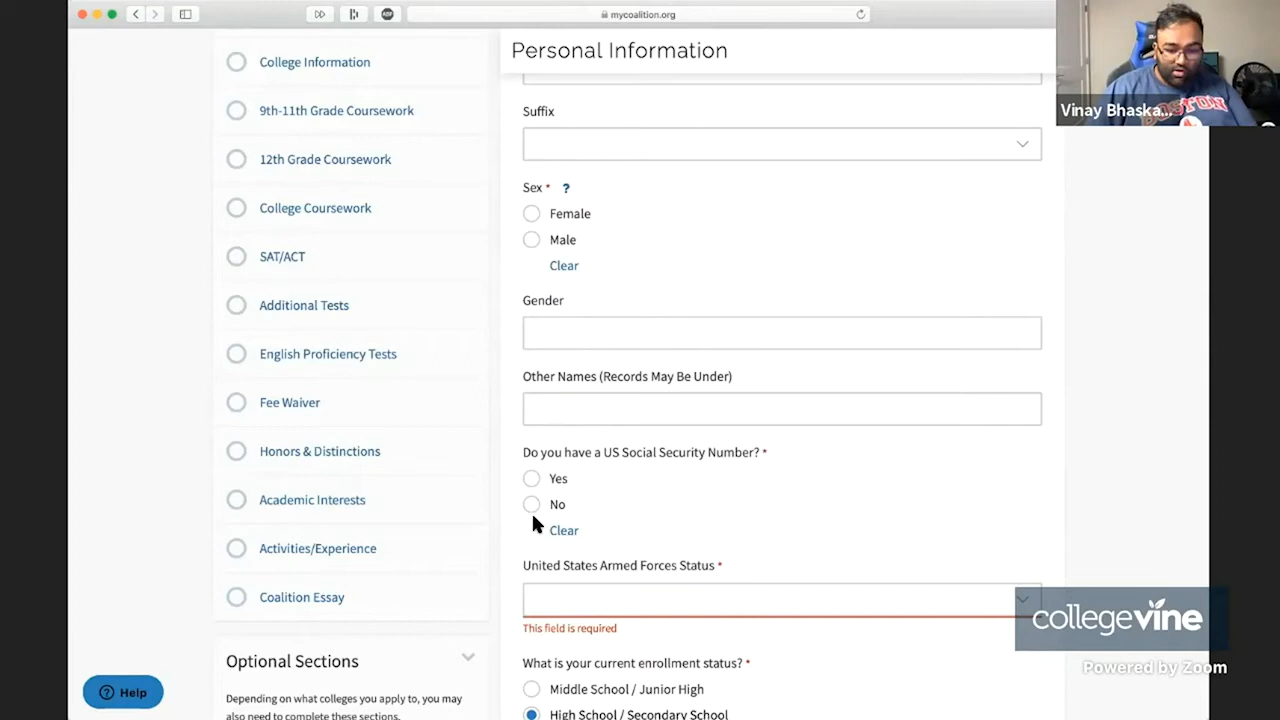 mycoalition.org
College Information
9th-11th Grade Coursework
12th Grade Coursework
College Coursework
SAT/ACT
Additional Tests
English Proficiency Tests
Fee Waiver
Honors & Distinctions
Academic Interests
Activities/Experience
Coalition Essay
Optional Sections
Depending on what colleges you apply to, you may
also need to complete these sections.
Help
Personal Information
Suffix
Sex * ?
Female
Male
Clear
Gender
Other Names (Records May Be Under)
Do you have a US Social Security Number? *
Yes
No
Clear
United States Armed Forces Status *
This field is required
What is your current enrollment status? *
Middle School / Junior High
High School / Secondary School
Vinay Bhaska...
BOSTON
collegevine
Powered by Zoom